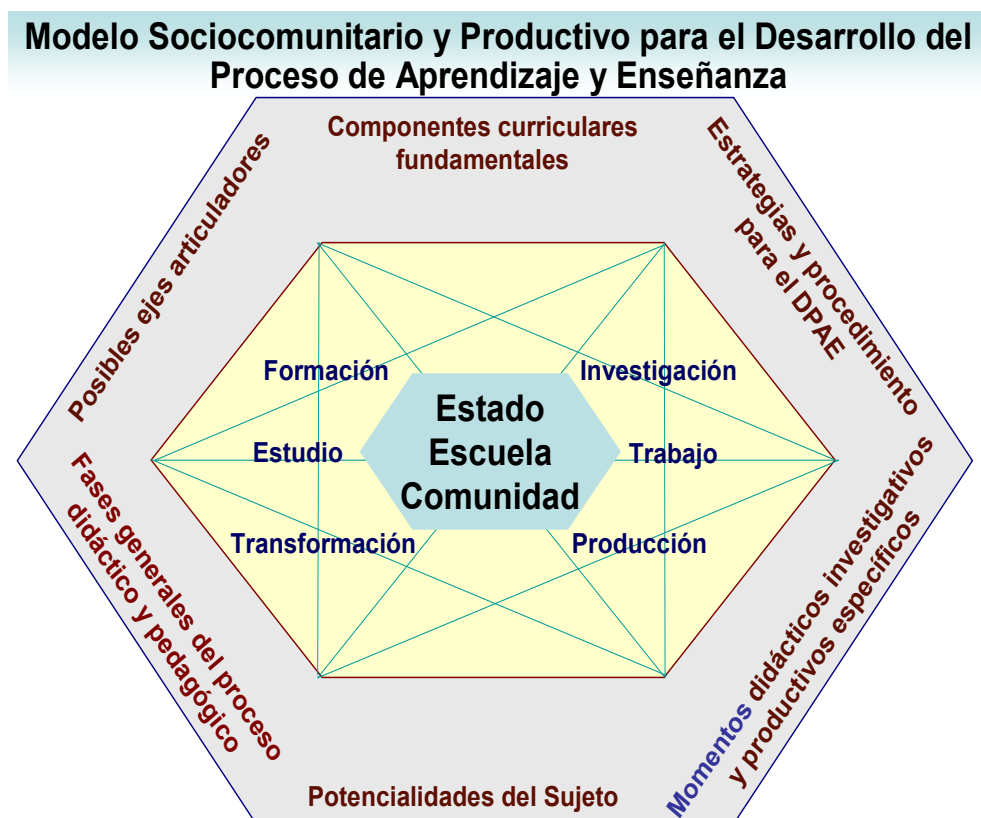 Modelo Sociocomunitario y Productivo para el Desarrollo del
Proceso de Aprendizaje y Enseñanza
Componentes curriculares
fundamentales
Posibles ejes articuladores
Estrategias y procedimiento
para el DPAE
Formación
Investigación
Estado
Escuela
Comunidad
Estudio
Trabajo
Transformación
Producción
Fases generales del proceso
didáctico y pedagógico
Momentos didácticos investigativos
y productivos específicos
Potencialidades del Sujeto